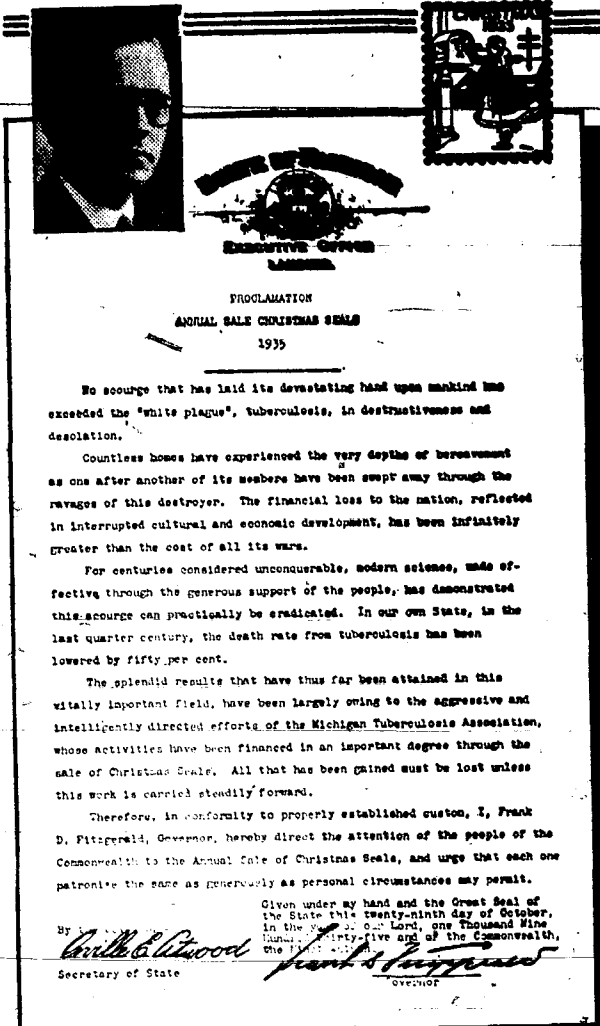 CHRISTMAS
1935
STATE OF MICHIGAN
EXECUTIVE OFFICE
LANSING
PROCLAMATION
ANNUAL SALE CHRISTMAS SEALS
1935
No scourge that has laid its devastating hand upon mankind has
exceeded the "white plague", tuberculosis, in destructiveness and
desolation.
Countless homes have experienced the very depths of bereavement
as one after another of its members have been swept away through the
ravages of this destroyer. The financial loss to the nation, reflected
in interrupted cultural and economic development, has been infinitely
greater than the cost of all its wars.
For centuries considered unconquerable, modern science, made ef-
fective through the generous support of the people, has demonstrated
this scourge can practically be eradicated. In our own State, in the
last quarter century, the death rate from tuberculosis has been
lowered by fifty per cent.
The splendid results that have thus far been attained in this
vitally important field, have been largely owing to the aggressive and
intelligently directed efforts of the Michigan Tuberculosis Association,
whose activities have been financed in an important degree through the
sale of Christmas Seals. All that has been gained must be lost unless
this work is carried steadily forward.
Therefore, in conformity to properly established custom, I, Frank
D. Fitzgerald, Governor, hereby direct the attention of the people of the
Commonwealth to the Annual Sale of Christmas Seals, and urge that each one
patronize the same as generously as personal circumstances may permit.
Given under my hand and the Great Seal of
the State this twenty-ninth day of October,
in the year of our Lord, one Thousand Nine
Hundred Thirty-five and of the Commonwealth,
the
By
Orville E. Atwood
Frank D. Fitzgerald
Secretary of State
Governor